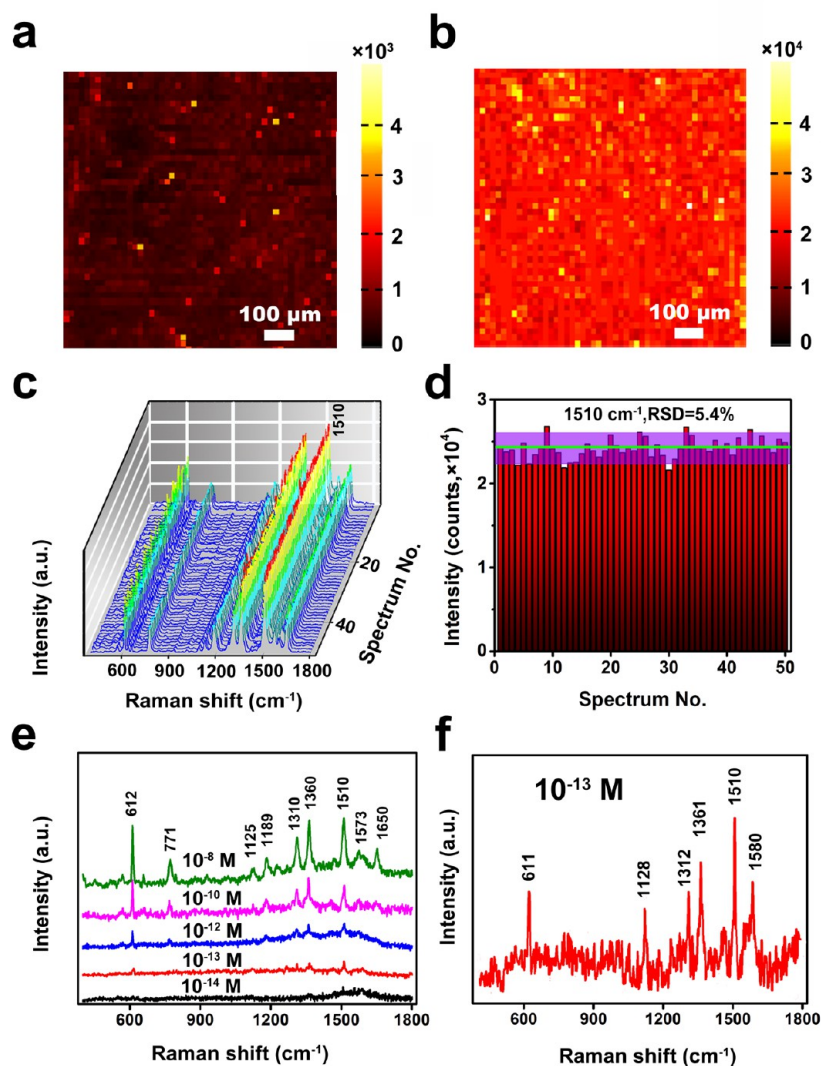 a
×10³
4
3
2
1
0
100 μm
b
×10⁴
4
3
2
1
0
100 μm
c
1510
Intensity (a.u.)
600 900 1200 1500 1800
Raman shift (cm⁻¹)
20
40
Spectrum No.
d
1510 cm⁻¹,RSD=5.4%
Intensity (counts,×10⁴)
3
2
1
0
0 10 20 30 40 50
Spectrum No.
e
612
771
1125
1189
1310
1360
1510
1573
1650
10⁻⁸ M
10⁻¹⁰ M
10⁻¹² M
10⁻¹³ M
10⁻¹⁴ M
Intensity (a.u.)
600 900 1200 1500 1800
Raman shift (cm⁻¹)
f
10⁻¹³ M
611
1128
1312
1361
1510
1580
Intensity (a.u.)
600 900 1200 1500 1800
Raman shift (cm⁻¹)